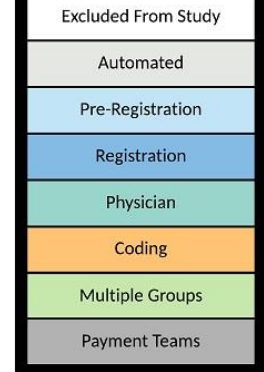 Excluded From Study
Automated
Pre-Registration
Registration
Physician
Coding
Multiple Groups
Payment Teams